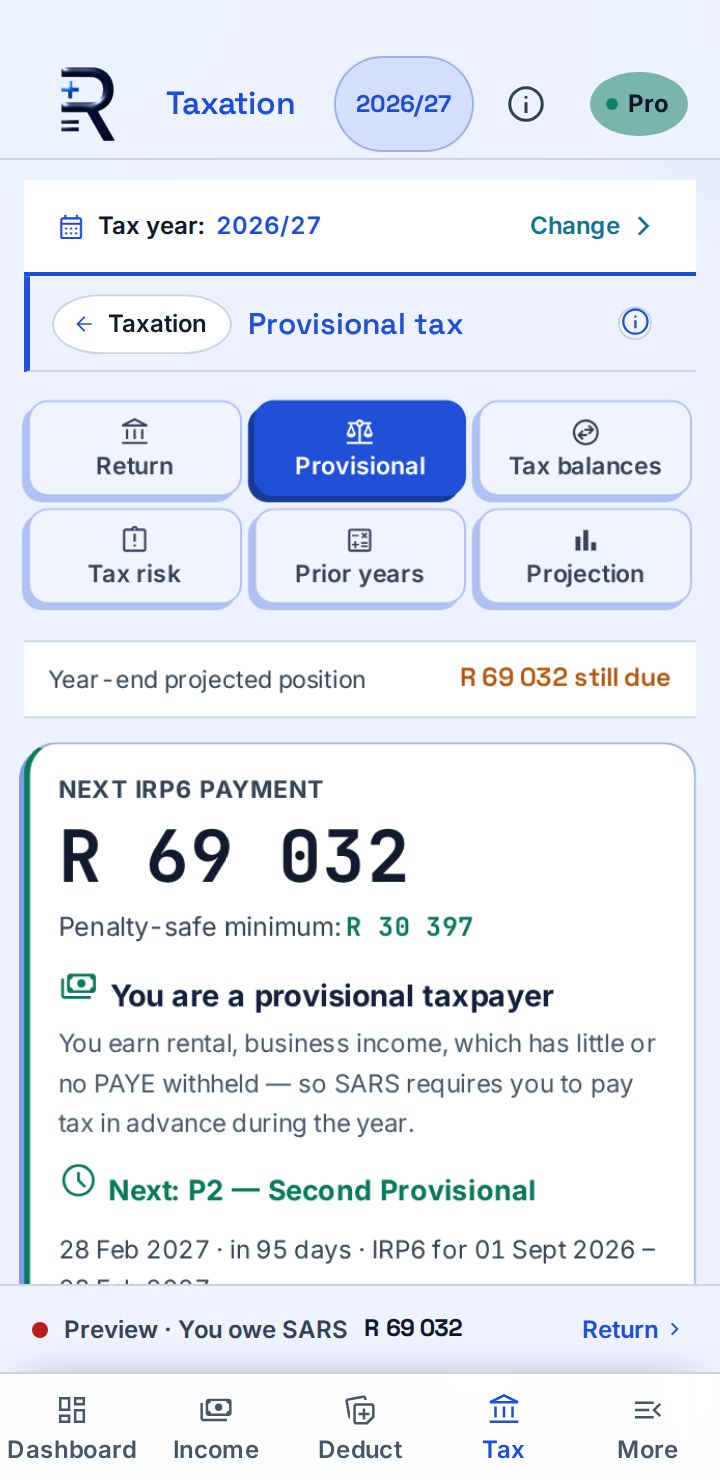 Taxation
2026/27
Pro
Tax year: 2026/27
Change
Taxation
Provisional tax
Return
Provisional
Tax balances
Tax risk
Prior years
Projection
Year-end projected position
R 69 032 still due
NEXT IRP6 PAYMENT
R 69 032
Penalty-safe minimum: R 30 397
You are a provisional taxpayer
You earn rental, business income, which has little or
no PAYE withheld — so SARS requires you to pay
tax in advance during the year.
Next: P2 — Second Provisional
28 Feb 2027 · in 95 days · IRP6 for 01 Sept 2026 –
Preview · You owe SARS R 69 032
Return
Dashboard
Income
Deduct
Tax
More